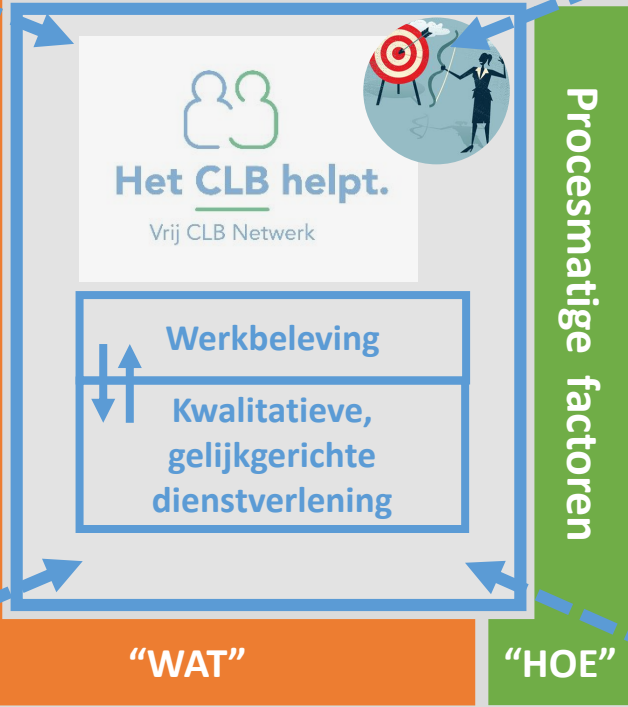 Het CLB helpt.
Vrij CLB Netwerk
Werkbeleving
Kwalitatieve,
gelijkgerichte
dienstverlening
Procesmatige factoren
“WAT”
“HOE”